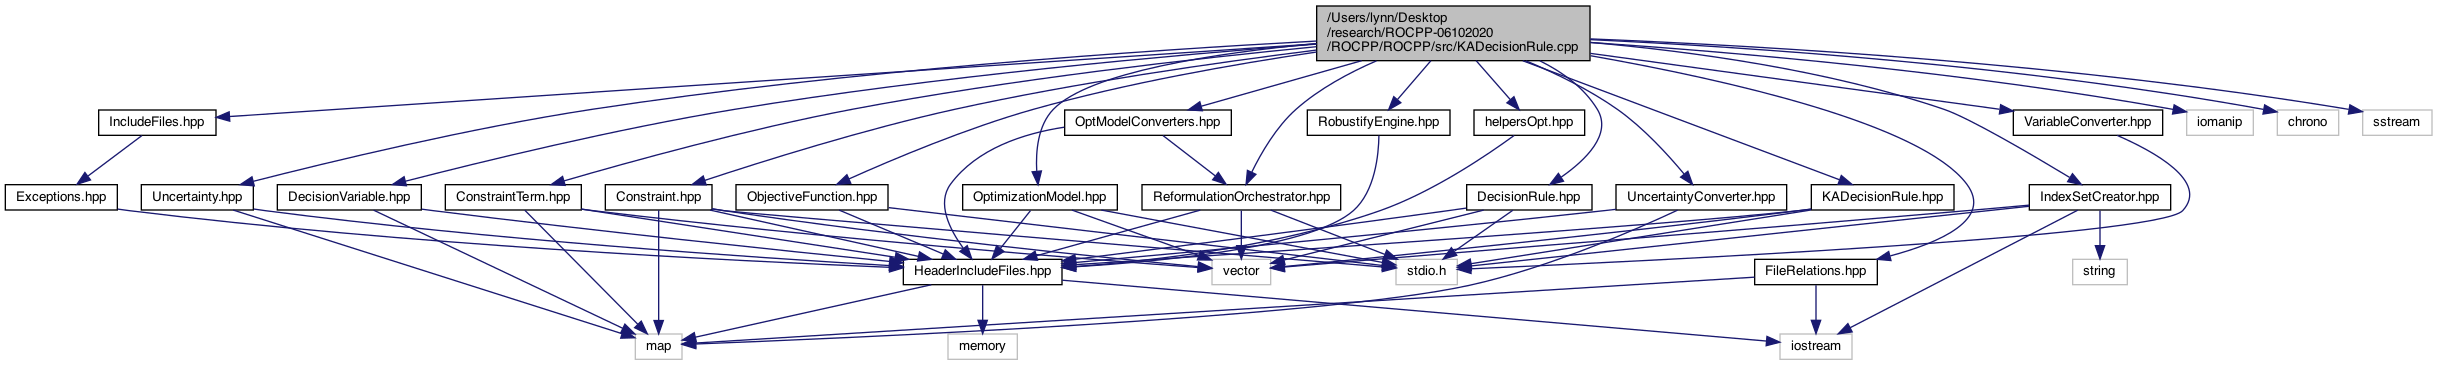 /Users/lynn/Desktop
/research/ROCPP-06102020
/ROCPP/ROCPP/src/KADecisionRule.cpp
IncludeFiles.hpp
OptModelConverters.hpp
RobustifyEngine.hpp
helpersOpt.hpp
VariableConverter.hpp
iomanip
chrono
sstream
Exceptions.hpp
Uncertainty.hpp
DecisionVariable.hpp
ConstraintTerm.hpp
Constraint.hpp
ObjectiveFunction.hpp
OptimizationModel.hpp
ReformulationOrchestrator.hpp
DecisionRule.hpp
UncertaintyConverter.hpp
KADecisionRule.hpp
IndexSetCreator.hpp
HeaderIncludeFiles.hpp
vector
stdio.h
FileRelations.hpp
string
map
memory
iostream